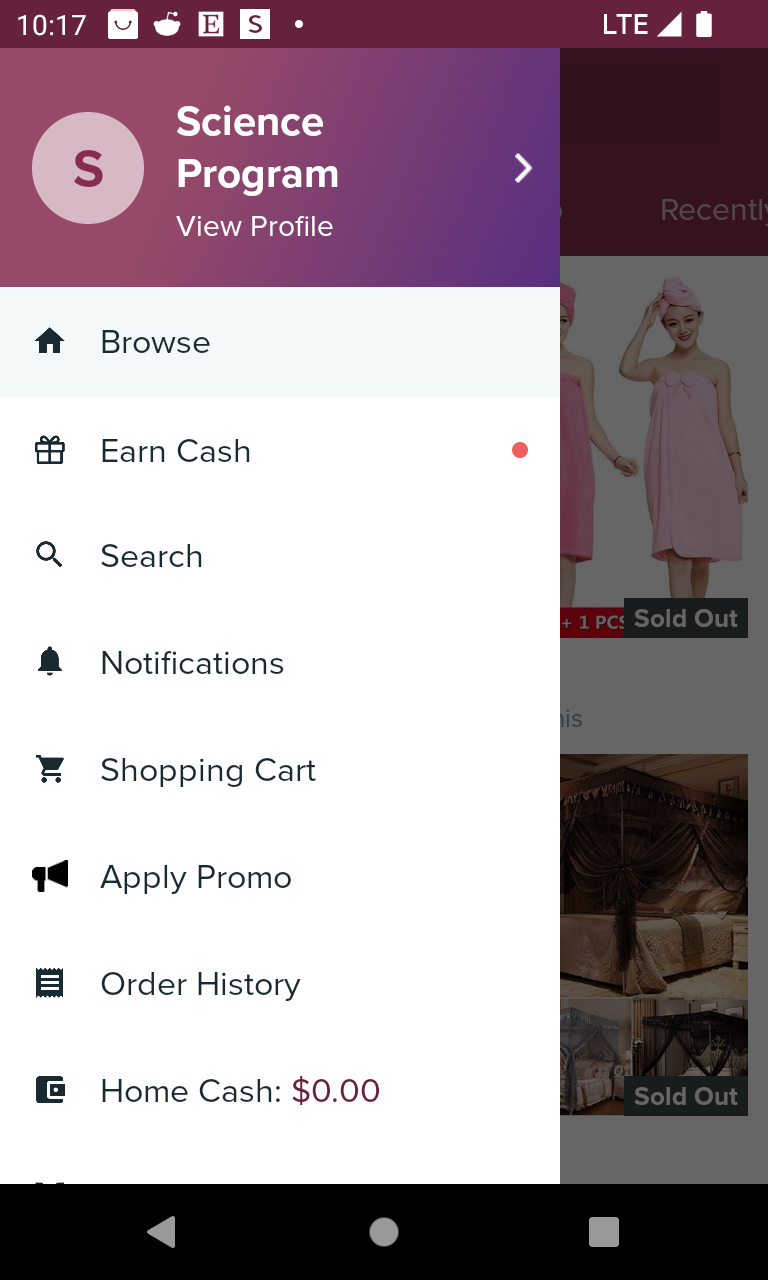 10:17
LTE
S
Science
Program
View Profile
Recently
Browse
Earn Cash
Search
+ 1 PCS
Sold Out
Notifications
his
Shopping Cart
Apply Promo
Order History
Home Cash: $0.00
Sold Out